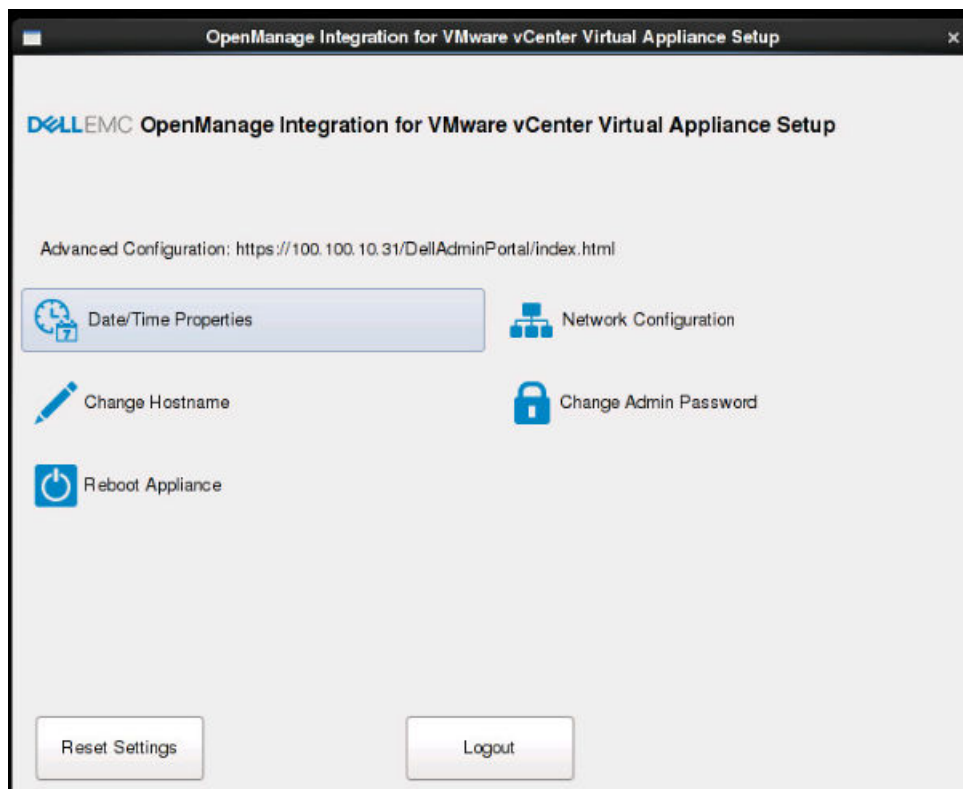 OpenManage Integration for VMware vCenter Virtual Appliance Setup
DELLEMC OpenManage Integration for VMware vCenter Virtual Appliance Setup
Advanced Configuration: https://100.100.10.31/DellAdminPortal/index.html
Date/Time Properties
Network Configuration
Change Hostname
Change Admin Password
Reboot Appliance
Reset Settings
Logout